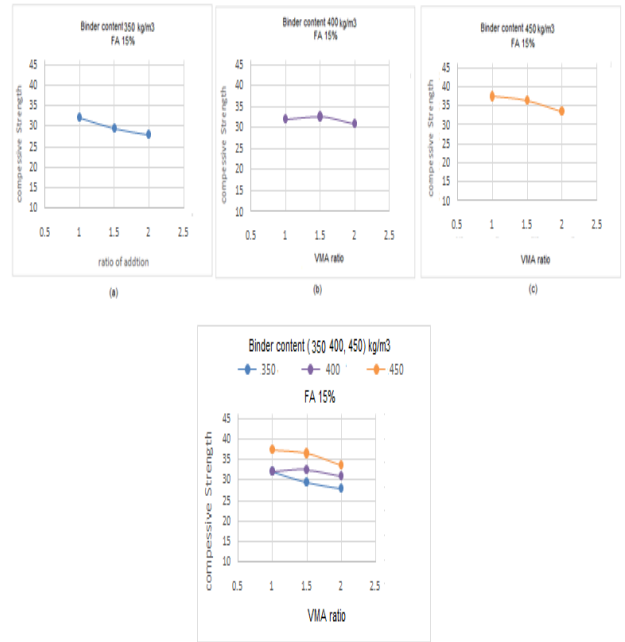 Binder content 350 kg/m3
FA 15%
compessive Strength
45
40
35
30
25
20
15
10
0.5 1 1.5 2 2.5
ratio of addtion
(a)
Binder content 400 kg/m3
FA 15%
compessive Strength
45
40
35
30
25
20
15
10
0.5 1 1.5 2 2.5
VMA ratio
(b)
Binder content 450 kg/m3
FA 15%
compessive Strength
45
40
35
30
25
20
15
10
0.5 1 1.5 2 2.5
VMA ratio
(c)
Binder content (350 400, 450) kg/m3
350 400 450
FA 15%
compessive Strength
45
40
35
30
25
20
15
10
0.5 1 1.5 2 2.5
VMA ratio